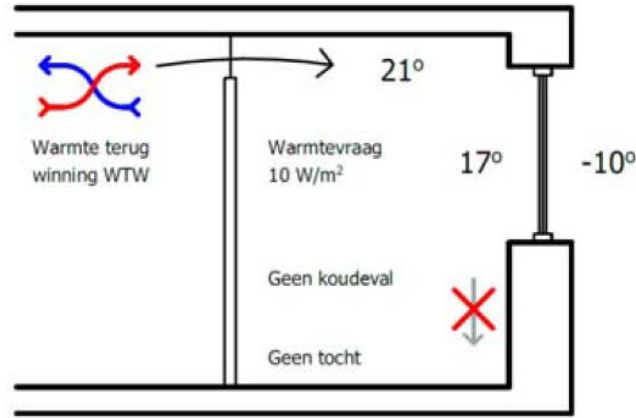 21°
Warmte terug
winning WTW
Warmtevraag
10 W/m²
17°
-10°
Geen koudeval
Geen tocht